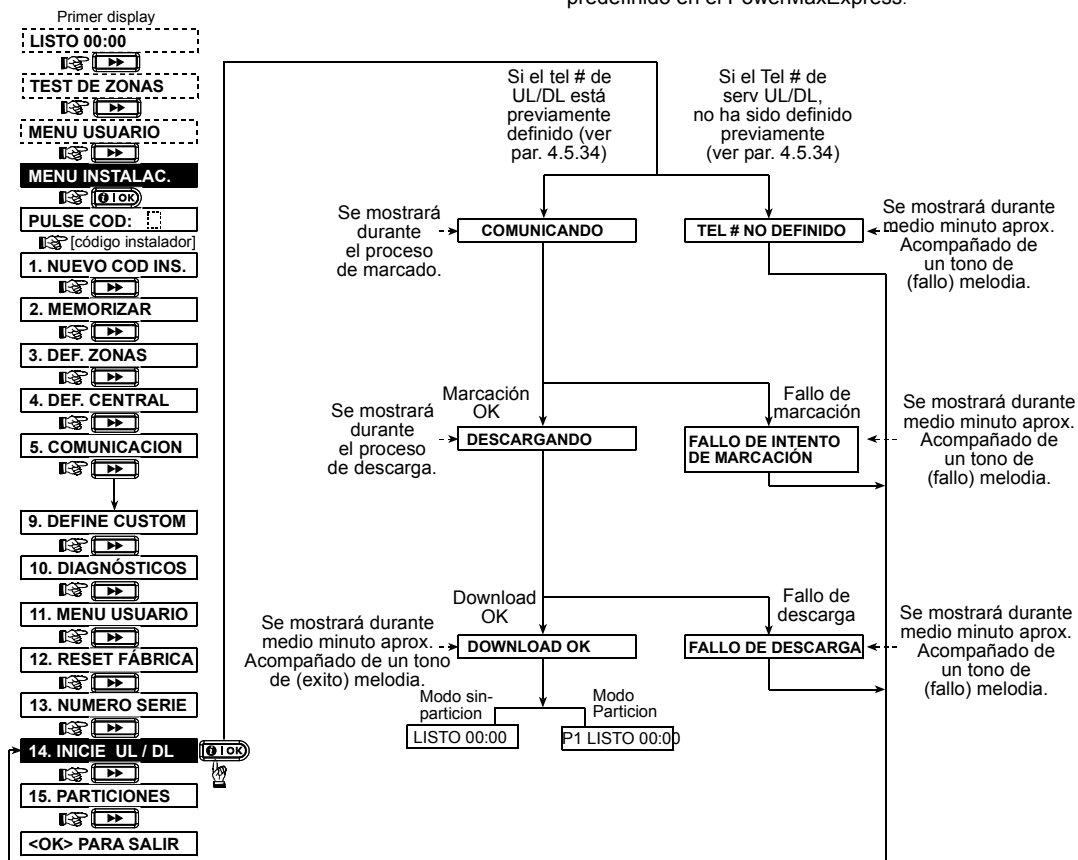 predefinido en el PowerMaxExpress.
Primer display
LISTO 00:00
TEST DE ZONAS
MENU USUARIO
MENU INSTALAC.
i I OK
PULSE COD:
[código instalador]
1. NUEVO COD INS.
2. MEMORIZAR
3. DEF. ZONAS
4. DEF. CENTRAL
5. COMUNICACION
9. DEFINE CUSTOM
10. DIAGNÓSTICOS
11. MENU USUARIO
12. RESET FÁBRICA
13. NUMERO SERIE
14. INICIE UL / DL
i I OK
15. PARTICIONES
<OK> PARA SALIR
Si el tel # de
UL/DL está
previamente
definido (ver
par. 4.5.34)
Si el Tel # de
serv UL/DL,
no ha sido definido
previamente
(ver par. 4.5.34)
Se mostrará
durante
el proceso
de marcado.
COMUNICANDO
TEL # NO DEFINIDO
Se mostrará durante
medio minuto aprox.
Acompañado de
un tono de
(fallo) melodia.
Marcación
OK
Fallo de
marcación
Se mostrará
durante
el proceso
de descarga.
DESCARGANDO
FALLO DE INTENTO
DE MARCACIÓN
Se mostrará durante
medio minuto aprox.
Acompañado de
un tono de
(fallo) melodia.
Download
OK
Fallo de
descarga
Se mostrará durante
medio minuto aprox.
Acompañado de un tono
de (exito) melodia.
DOWNLOAD OK
FALLO DE DESCARGA
Se mostrará durante
medio minuto aprox.
Acompañado de
un tono de
(fallo) melodia.
Modo sin-
particion
Modo
Particion
LISTO 00:00
P1 LISTO 00:00